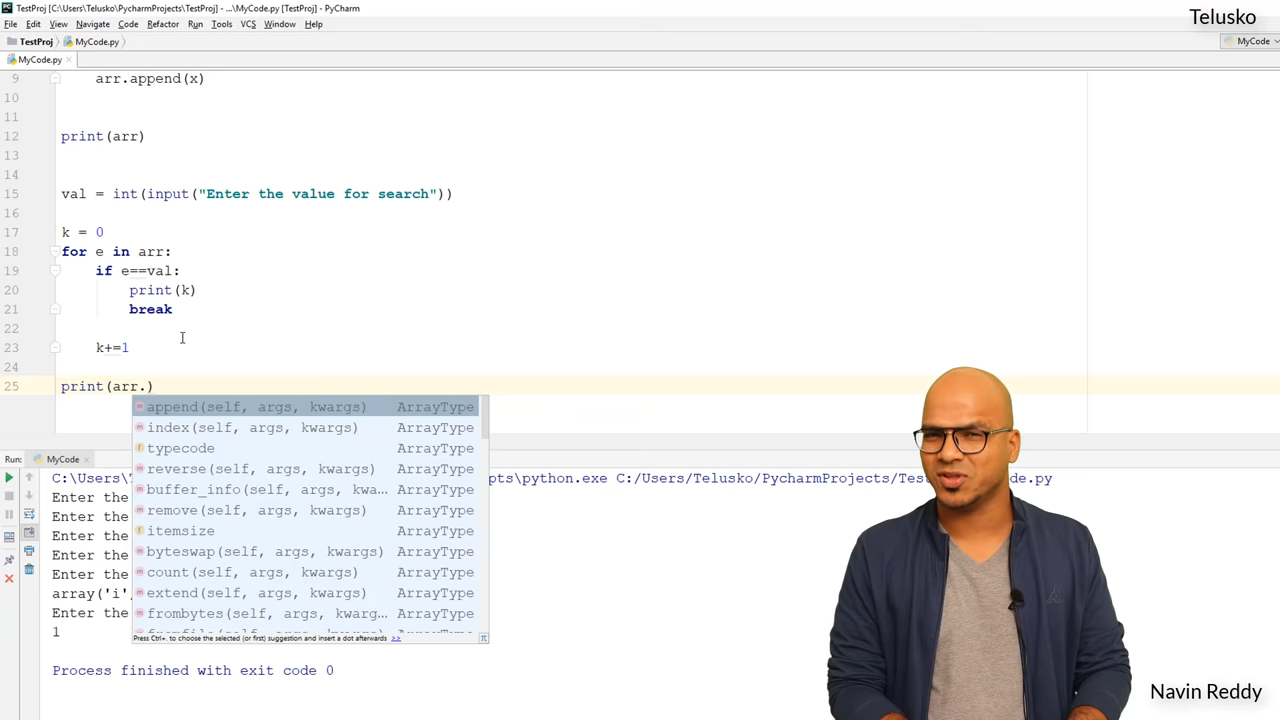 TestProj [C:\Users\Telusko\PycharmProjects\TestProj] - ...\MyCode.py [TestProj] - PyCharm
Telusko
File Edit View Navigate Code Refactor Run Tools VCS Window Help
TestProj MyCode.py
MyCode
MyCode.py
9 arr.append(x)
10
11
12 print(arr)
13
14
15 val = int(input("Enter the value for search"))
16
17 k = 0
18 for e in arr:
19 if e==val:
20 print(k)
21 break
22
23 k+=1
24
25 print(arr.)
append(self, args, kwargs) ArrayType
index(self, args, kwargs) ArrayType
typecode ArrayType
reverse(self, args, kwargs) ArrayType
buffer_info(self, args, kwa... ArrayType
remove(self, args, kwargs) ArrayType
itemsize ArrayType
byteswap(self, args, kwargs) ArrayType
count(self, args, kwargs) ArrayType
extend(self, args, kwargs) ArrayType
frombytes(self, args, kwarg... ArrayType
Press Ctrl+. to choose the selected (or first) suggestion and insert a dot afterwards >>
Run: MyCode
C:\Users\T pts\python.exe C:/Users/Telusko/PycharmProjects/Tes de.py
Enter the
Enter the
Enter the
Enter the
Enter the
array('i'
Enter the
1
Process finished with exit code 0
Navin Reddy